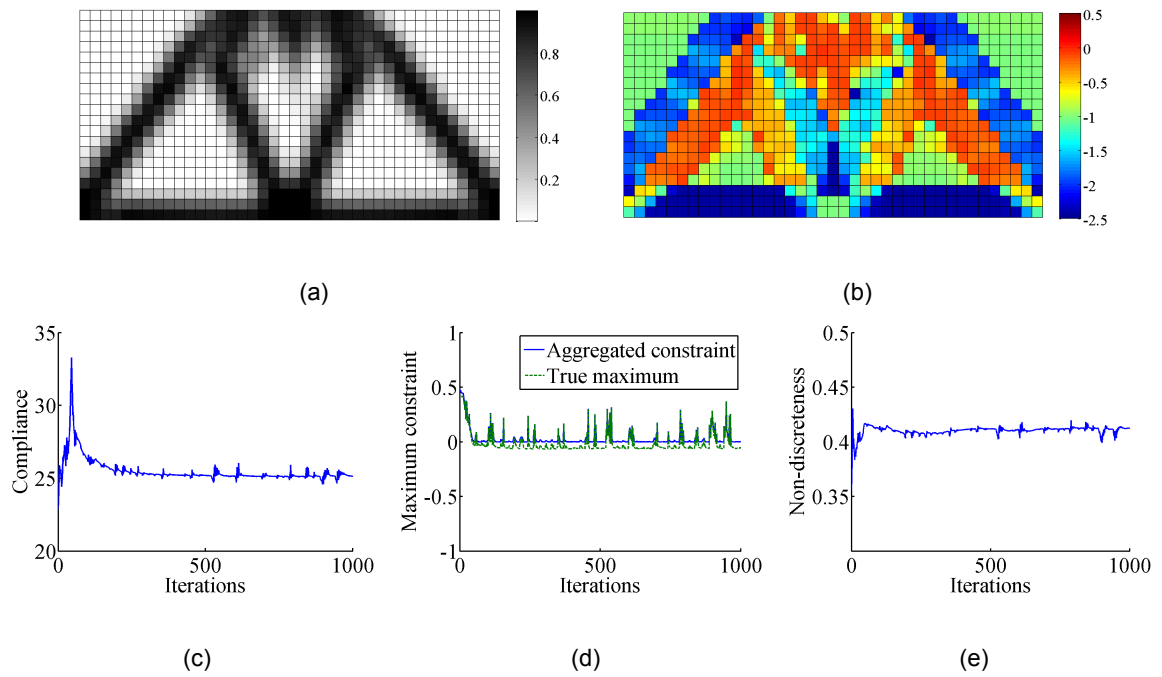 0.8
0.6
0.4
0.2
0.5
0
-0.5
-1
-1.5
-2
-2.5
(a)
(b)
35
30
25
20
Compliance
0
500
1000
Iterations
1
0.5
0
-0.5
-1
Maximum constraint
Aggregated constraint
True maximum
0
500
1000
Iterations
0.5
0.45
0.4
0.35
Non-discreteness
0
500
1000
Iterations
(c)
(d)
(e)